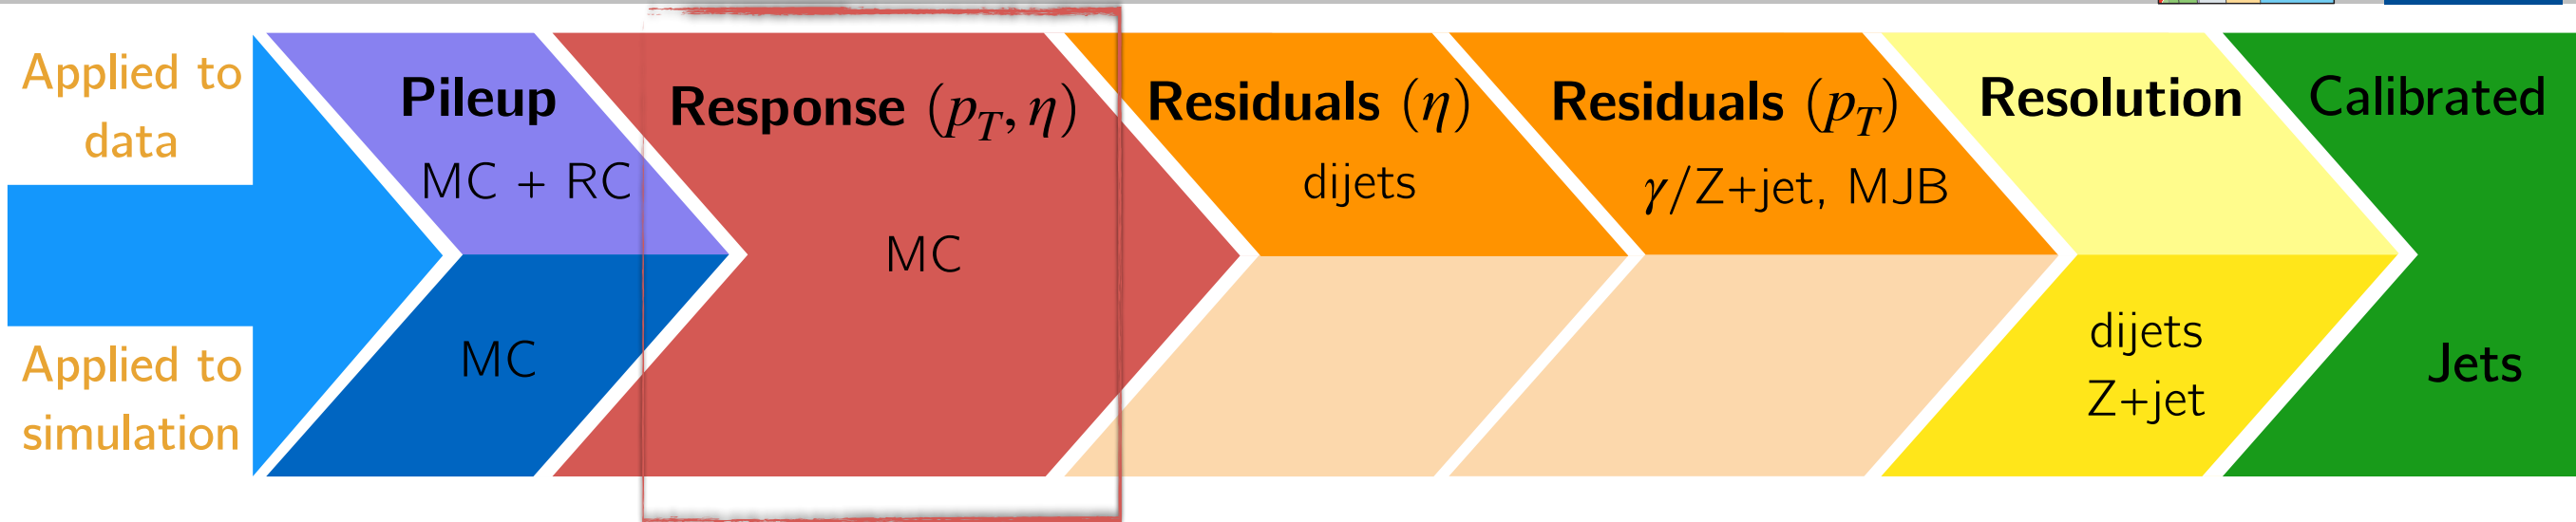 Applied to
data
Applied to
simulation
Pileup
MC + RC
MC
Response (p_T, η)
MC
Residuals (η)
dijets
Residuals (p_T)
γ/Z+jet, MJB
Resolution
dijets
Z+jet
Calibrated
Jets